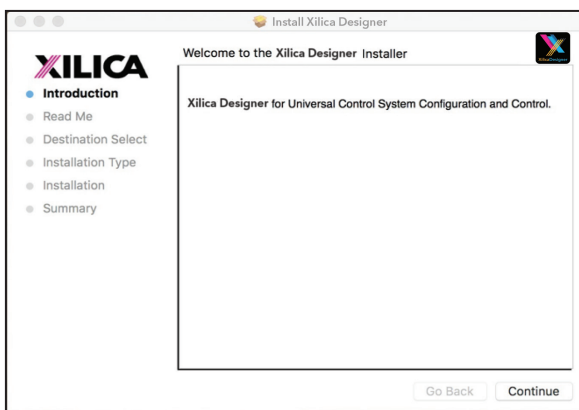 Install Xilica Designer
XILICA
Welcome to the Xilica Designer Installer
XilicaDesigner
Introduction
Read Me
Destination Select
Installation Type
Installation
Summary
Xilica Designer for Universal Control System Configuration and Control.
Go Back
Continue